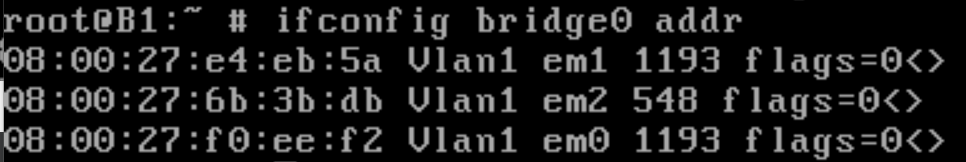 root@B1:~ # ifconfig bridge0 addr
08:00:27:e4:eb:5a Vlan1 em1 1193 flags=0<>
08:00:27:6b:3b:db Vlan1 em2 548 flags=0<>
08:00:27:f0:ee:f2 Vlan1 em0 1193 flags=0<>